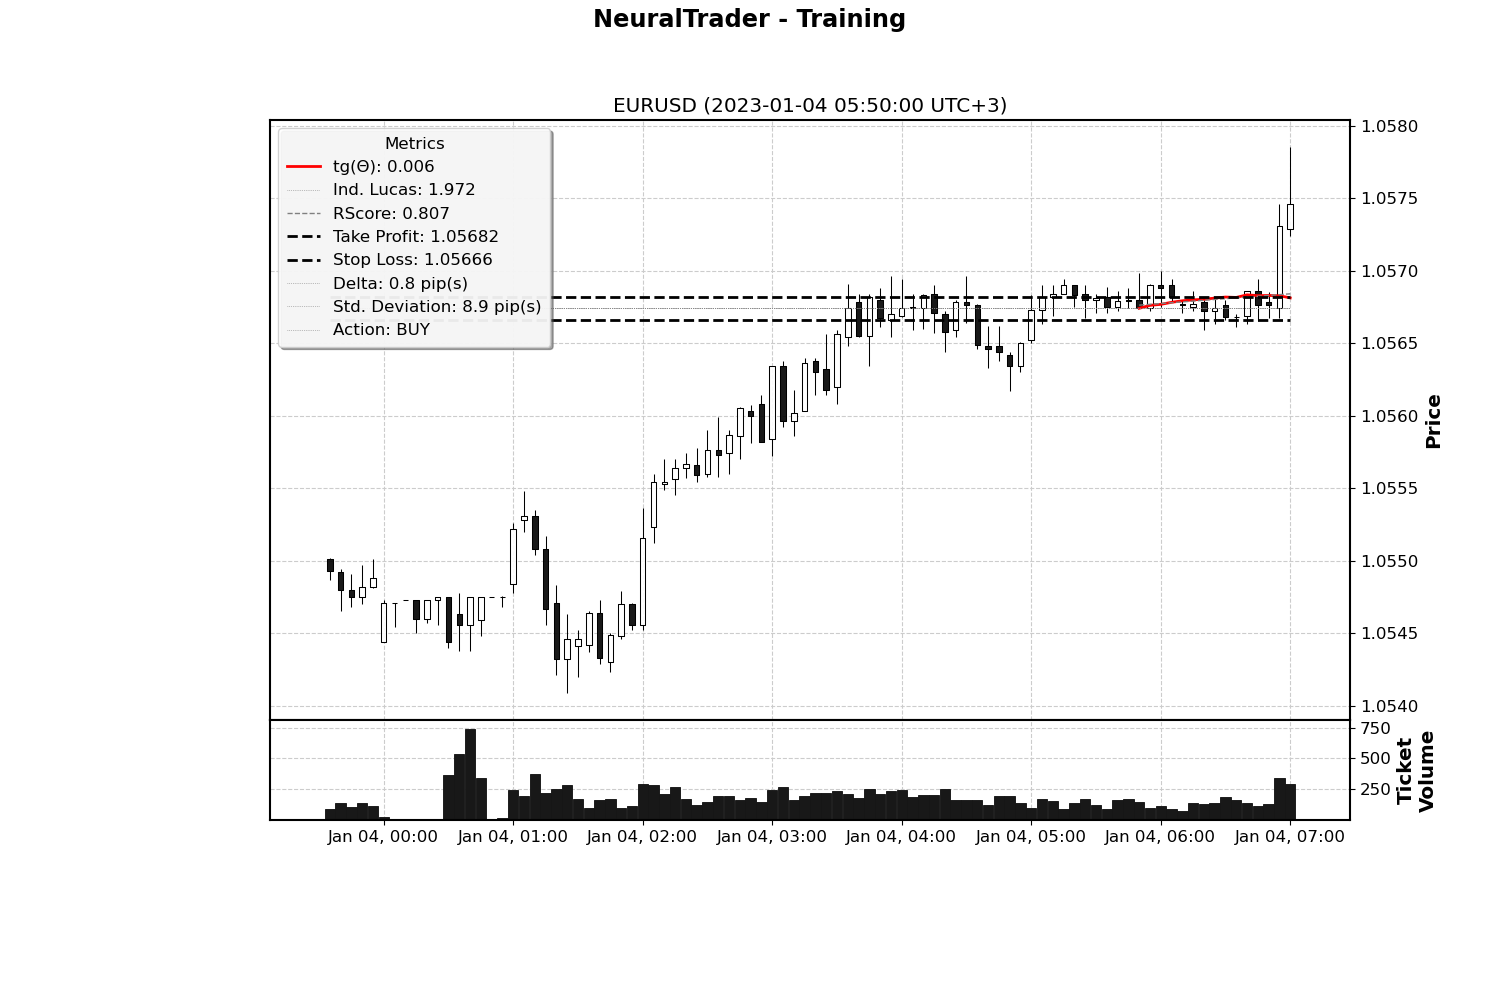 NeuralTrader - Training
EURUSD (2023-01-04 05:50:00 UTC+3)
Metrics
tg(Θ): 0.006
Ind. Lucas: 1.972
RScore: 0.807
Take Profit: 1.05682
Stop Loss: 1.05666
Delta: 0.8 pip(s)
Std. Deviation: 8.9 pip(s)
Action: BUY
1.0580
1.0575
1.0570
1.0565
1.0560
1.0555
1.0550
1.0545
1.0540
Price
750
500
250
Ticket
Volume
Jan 04, 00:00 Jan 04, 01:00 Jan 04, 02:00 Jan 04, 03:00 Jan 04, 04:00 Jan 04, 05:00 Jan 04, 06:00 Jan 04, 07:00